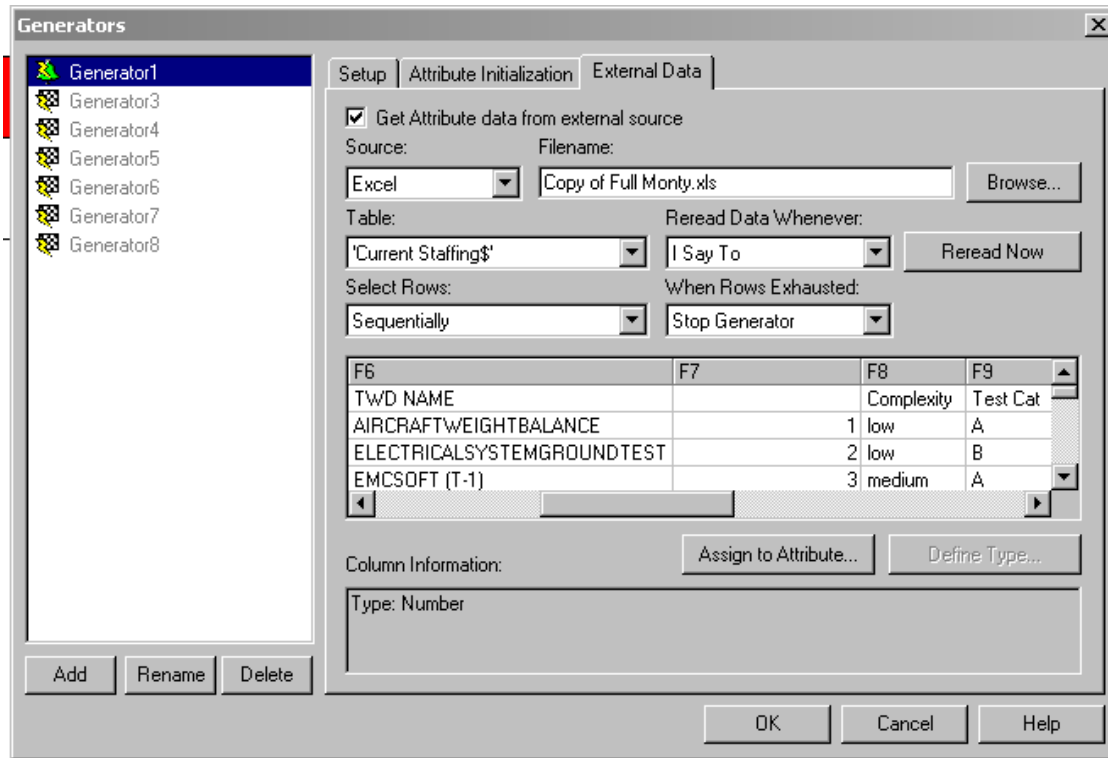 Generators
Generator1
Generator3
Generator4
Generator5
Generator6
Generator7
Generator8
Add Rename Delete
Setup Attribute Initialization External Data
Get Attribute data from external source
Source: Filename:
Excel Copy of Full Monty.xls Browse...
Table: Reread Data Whenever:
'Current Staffing$' I Say To Reread Now
Select Rows: When Rows Exhausted:
Sequentially Stop Generator
F6 F7 F8 F9
TWD NAME Complexity Test Cat
AIRCRAFTWEIGHTBALANCE 1 low A
ELECTRICALSYSTEMGROUNDTEST 2 low B
EMCSOFT (T-1) 3 medium A
Assign to Attribute... Define Type...
Column Information:
Type: Number
OK Cancel Help